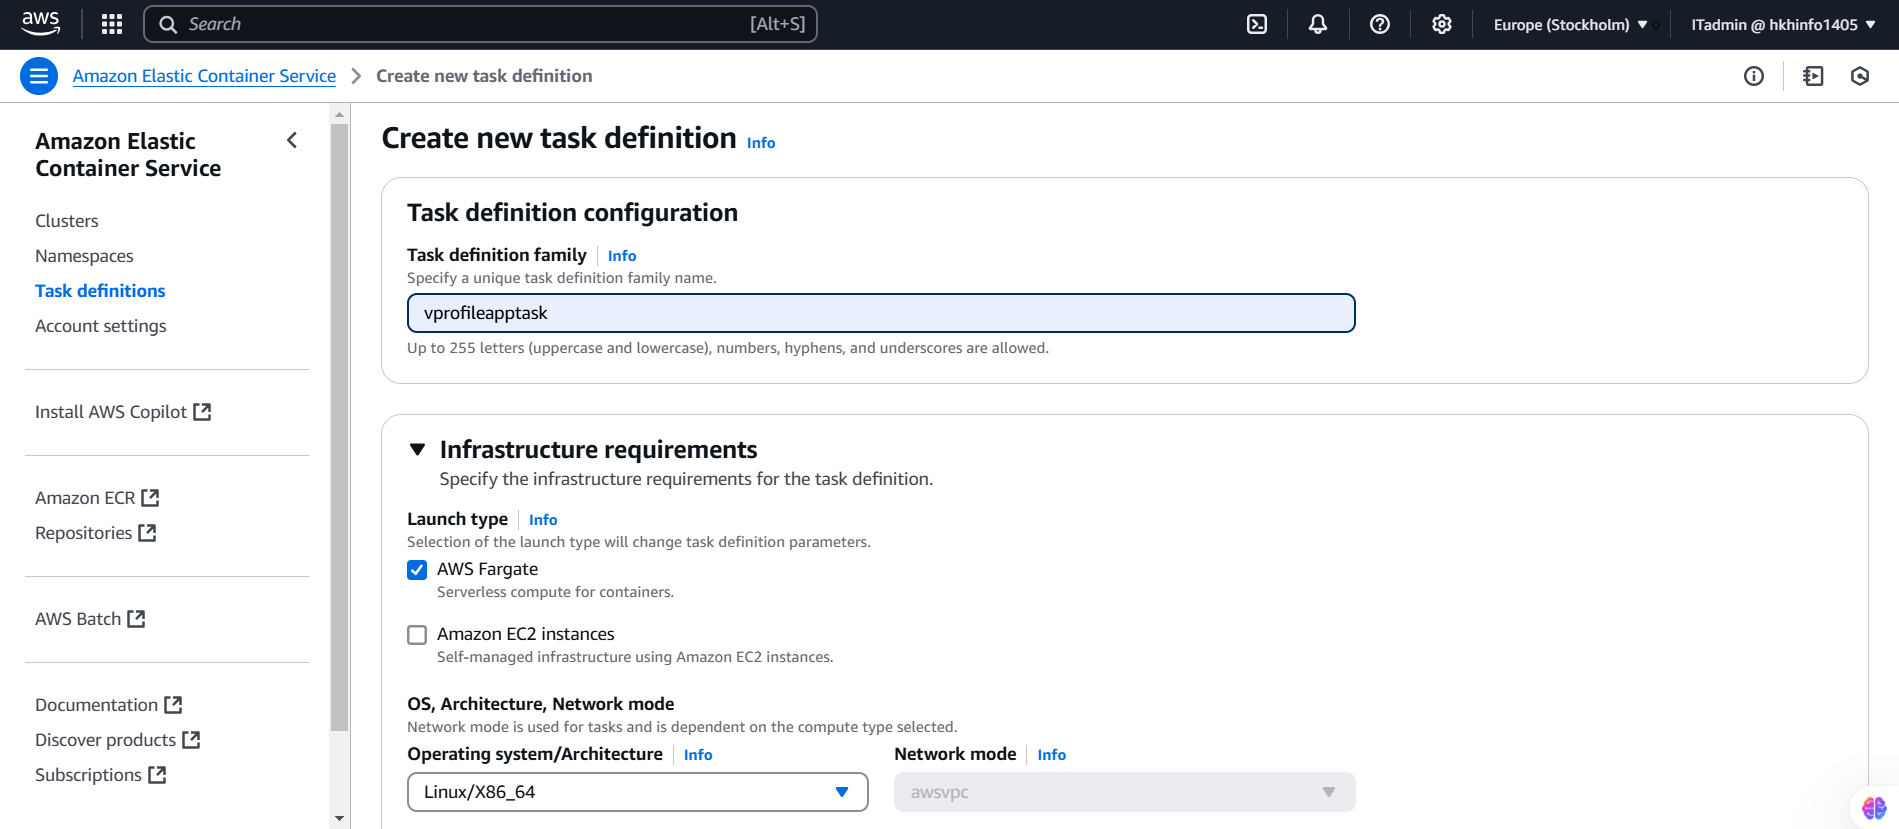 aws
Search [Alt+S]
Europe (Stockholm)
ITadmin @ hkhinfo1405
Amazon Elastic Container Service
Create new task definition
Amazon Elastic
Container Service
Clusters
Namespaces
Task definitions
Account settings
Install AWS Copilot
Amazon ECR
Repositories
AWS Batch
Documentation
Discover products
Subscriptions
Create new task definition Info
Task definition configuration
Task definition family Info
Specify a unique task definition family name.
vprofileapptask
Up to 255 letters (uppercase and lowercase), numbers, hyphens, and underscores are allowed.
Infrastructure requirements
Specify the infrastructure requirements for the task definition.
Launch type Info
Selection of the launch type will change task definition parameters.
AWS Fargate
Serverless compute for containers.
Amazon EC2 instances
Self-managed infrastructure using Amazon EC2 instances.
OS, Architecture, Network mode
Network mode is used for tasks and is dependent on the compute type selected.
Operating system/Architecture Info
Linux/X86_64
Network mode Info
awsvpc